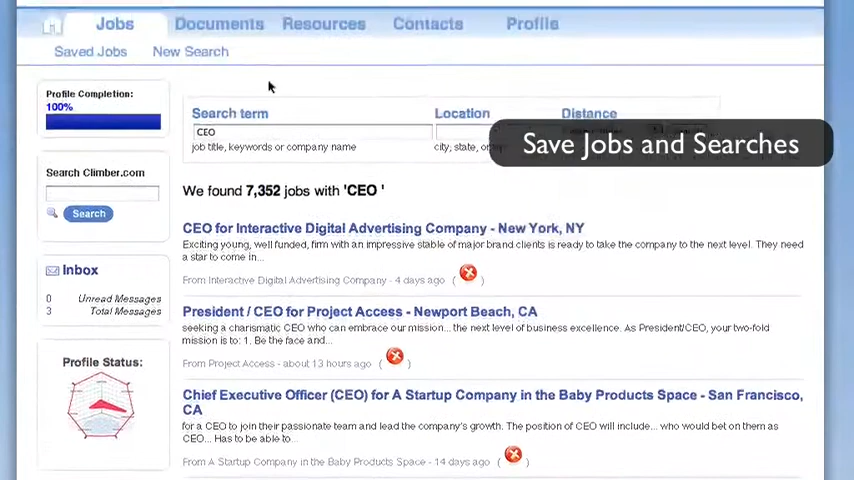 Jobs Documents Resources Contacts Profile
Saved Jobs New Search
Profile Completion:
100%
Search term Location Distance
CEO
job title, keywords or company name city, state, or
Save Jobs and Searches
Search Climber.com
Search
We found 7,352 jobs with 'CEO '
CEO for Interactive Digital Advertising Company - New York, NY
Exciting young, well funded, firm with an impressive stable of major brand clients is ready to take the company to the next level. They need
a star to come in...
From Interactive Digital Advertising Company - 4 days ago ( )
Inbox
0 Unread Messages
3 Total Messages
President / CEO for Project Access - Newport Beach, CA
seeking a charismatic CEO who can embrace our mission... the next level of business excellence. As President/CEO, your two-fold
mission is to: 1. Be the face and...
From Project Access - about 13 hours ago ( )
Profile Status:
Chief Executive Officer (CEO) for A Startup Company in the Baby Products Space - San Francisco,
CA
for a CEO to join their passionate team and lead the company's growth. The position of CEO will include... who would bet on them as
CEO... Has to be able to...
From A Startup Company in the Baby Products Space - 14 days ago ( )